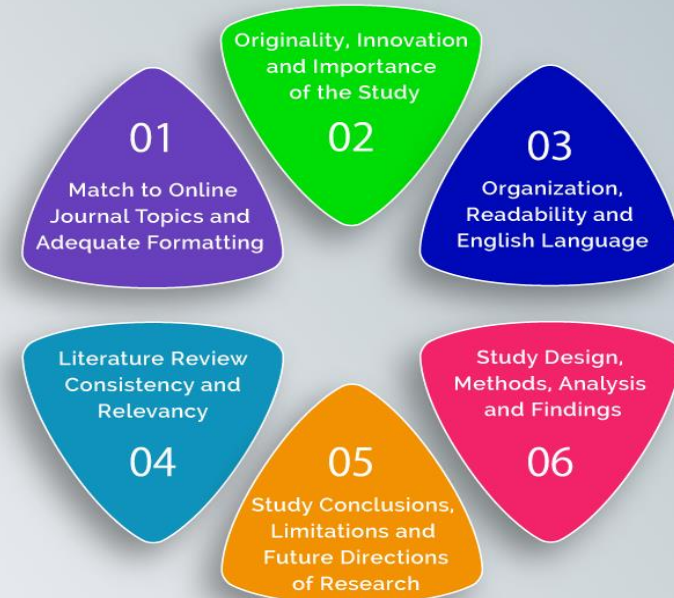 01
Match to Online
Journal Topics and
Adequate Formatting
Originality, Innovation
and Importance
of the Study
02
03
Organization,
Readability and
English Language
Literature Review
Consistency and
Relevancy
04
05
Study Conclusions,
Limitations and
Future Directions
of Research
Study Design,
Methods, Analysis
and Findings
06